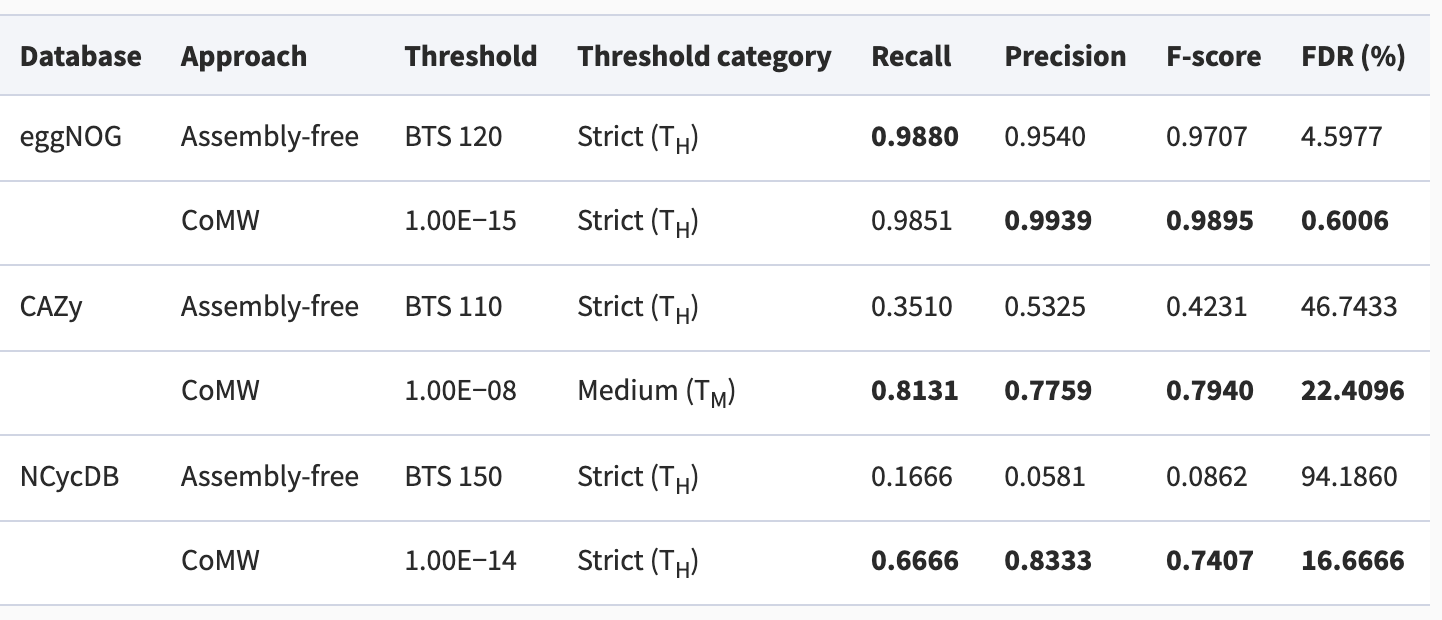 Database Approach Threshold Threshold category Recall Precision F-score FDR (%)
eggNOG Assembly-free BTS 120 Strict (T_H) 0.9880 0.9540 0.9707 4.5977
CoMW 1.00E−15 Strict (T_H) 0.9851 0.9939 0.9895 0.6006
CAZy Assembly-free BTS 110 Strict (T_H) 0.3510 0.5325 0.4231 46.7433
CoMW 1.00E−08 Medium (T_M) 0.8131 0.7759 0.7940 22.4096
NCycDB Assembly-free BTS 150 Strict (T_H) 0.1666 0.0581 0.0862 94.1860
CoMW 1.00E−14 Strict (T_H) 0.6666 0.8333 0.7407 16.6666